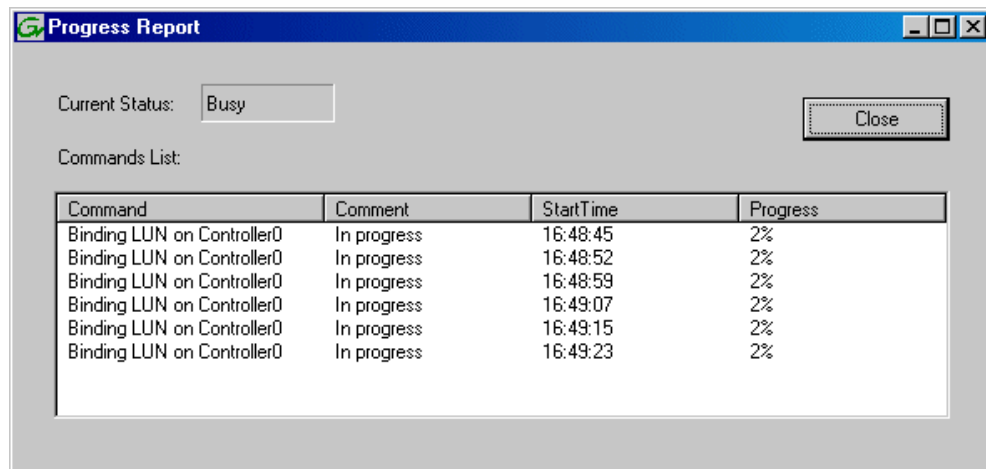 Progress Report
Current Status: Busy
Close
Commands List:
Command Comment StartTime Progress
Binding LUN on Controller0 In progress 16:48:45 2%
Binding LUN on Controller0 In progress 16:48:52 2%
Binding LUN on Controller0 In progress 16:48:59 2%
Binding LUN on Controller0 In progress 16:49:07 2%
Binding LUN on Controller0 In progress 16:49:15 2%
Binding LUN on Controller0 In progress 16:49:23 2%